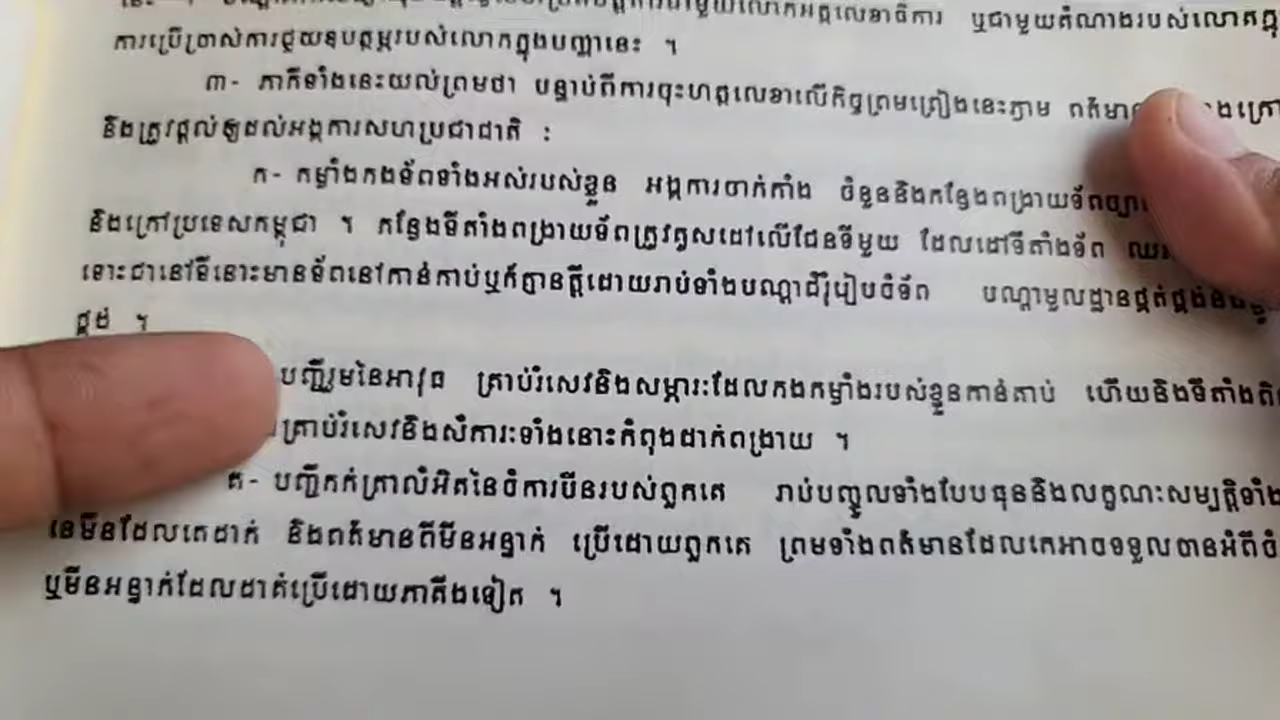 ការប្រើប្រាស់ការជួយឧបត្ថម្ភរបស់លោកក្នុងបញ្ហានេះ ។
៣- ភាគីទាំងនេះយល់ព្រមថា បន្ទាប់ពីការចុះហត្ថលេខាលើកិច្ចព្រមព្រៀងនេះភ្លាម ពត៌មាន
និងត្រូវផ្តល់ឲ្យដល់អង្គការសហប្រជាជាតិ :
ក- កម្លាំងកងទ័ពទាំងអស់របស់ខ្លួន អង្គការចាក់តាំង ចំនួននិងកន្លែងពង្រាយទ័ព
និងក្រៅប្រទេសកម្ពុជា ។ កន្លែងទីតាំងពង្រាយទ័ពត្រូវគូសដៅលើផែនទីមួយ ដែលដៅទីតាំងទ័ព
ទោះជានៅទីនោះមានទ័ពនៅកាន់កាប់ឬក៏គ្មានក្តីដោយរាប់ទាំងបណ្តាជំរុំរៀបចំទ័ព បណ្តាមូលដ្ឋានផ្គត់ផ្គង់
ផ្គង់ ។
បញ្ជីរួមនៃអាវុធ គ្រាប់រំសេវនិងសម្ភារៈដែលកងកម្លាំងរបស់ខ្លួនកាន់កាប់ ហើយនិងទីតាំង
គ្រាប់រំសេវនិងសំភារៈទាំងនោះកំពុងដាក់ពង្រាយ ។
គ- បញ្ជីកត់ត្រាលំអិតនៃចំការមីនរបស់ពួកគេ រាប់បញ្ចូលទាំងបែបធុននិងលក្ខណៈសម្បត្តិទាំង
នៃមីនដែលគេដាក់ និងពត៌មានពីមីនអន្ទាក់ ប្រើដោយពួកគេ ព្រមទាំងពត៌មានដែលគេអាចទទួលបានអំពីចំ
ឬមីនអន្ទាក់ដែលដាក់ប្រើដោយភាគីងទៀត ។